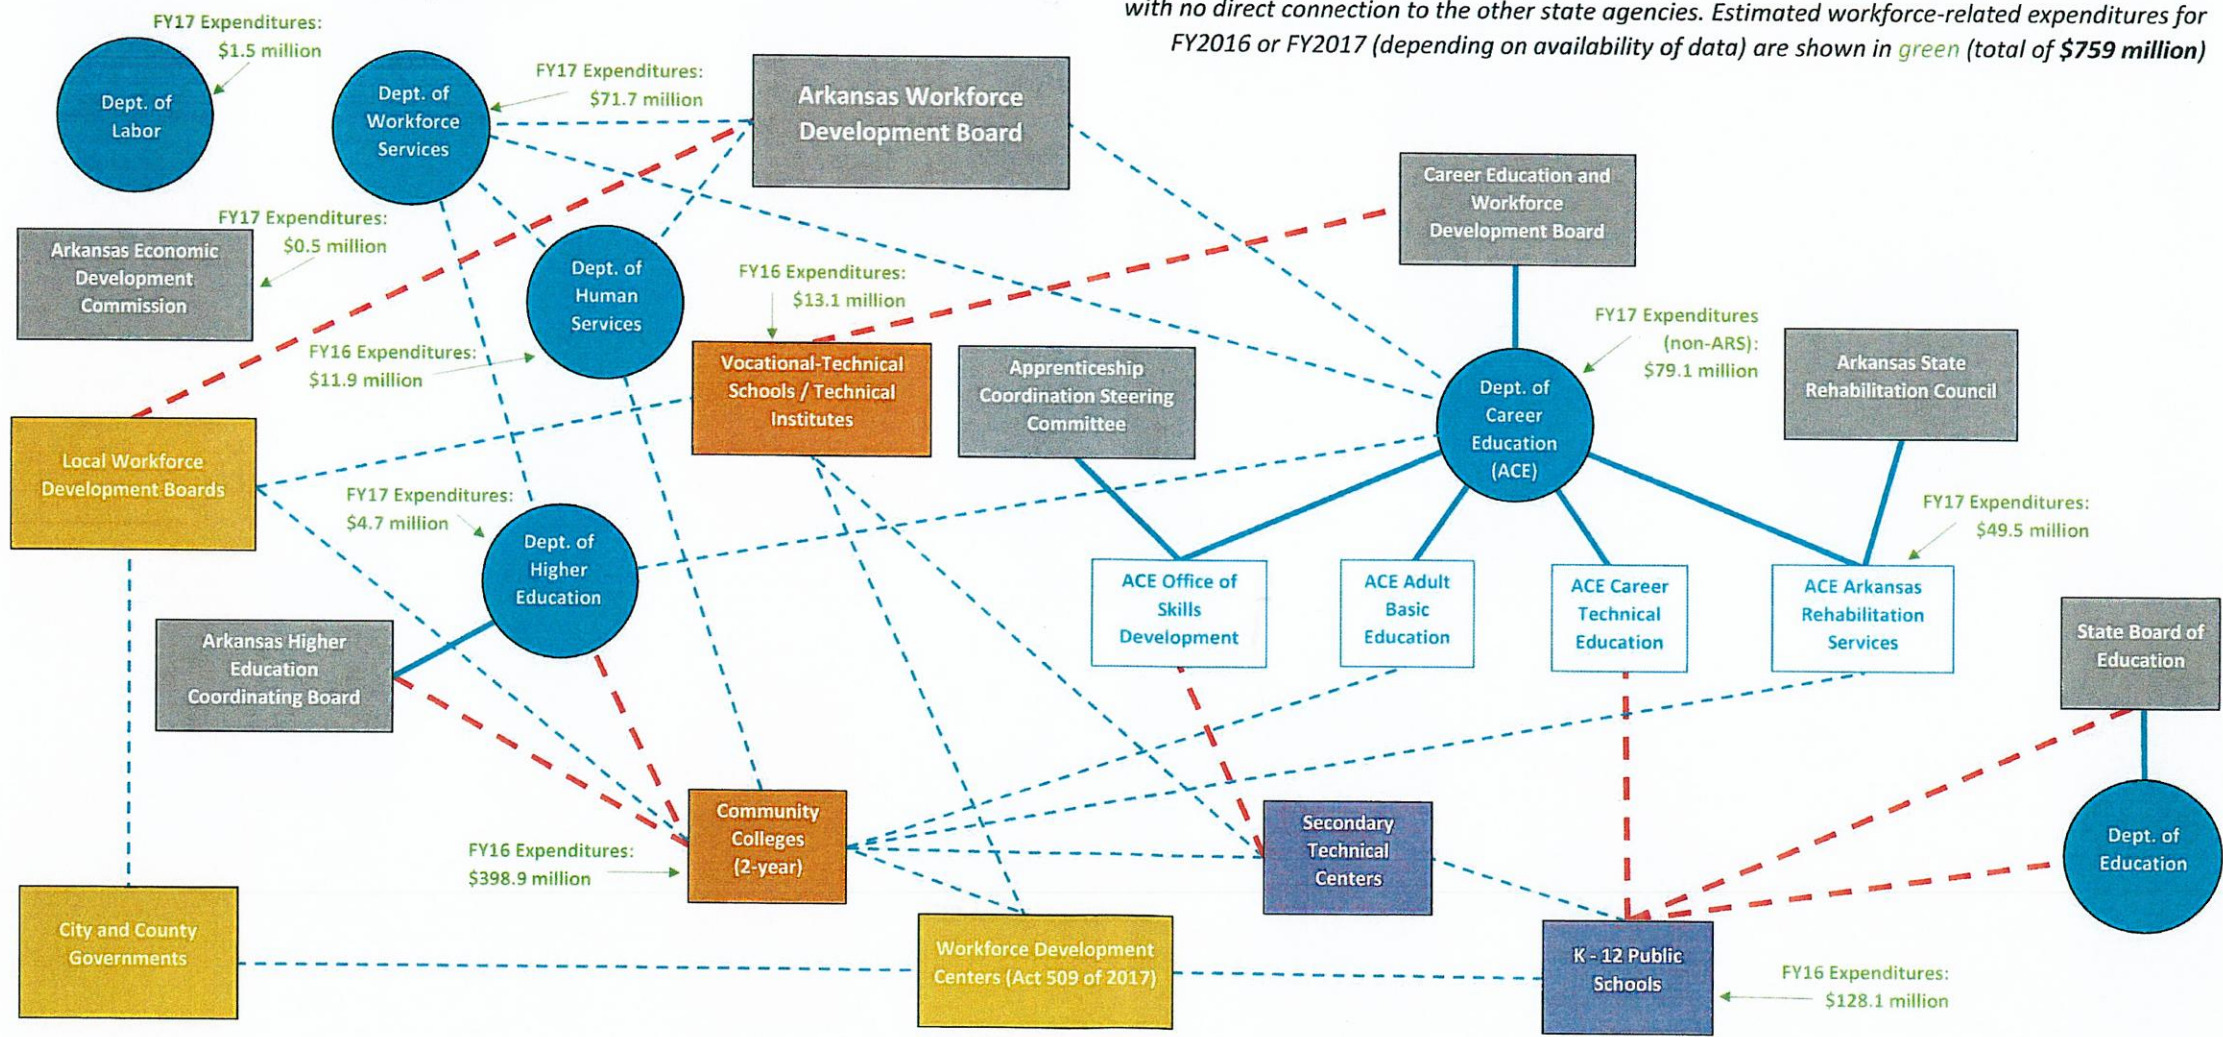 with no direct connection to the other state agencies. Estimated workforce-related expenditures for
FY2016 or FY2017 (depending on availability of data) are shown in green (total of $759 million)
FY17 Expenditures:
$1.5 million
Dept. of
Labor
Dept. of
Workforce
Services
FY17 Expenditures:
$71.7 million
Arkansas Workforce
Development Board
Career Education and
Workforce
Development Board
FY17 Expenditures:
$0.5 million
Arkansas Economic
Development
Commission
Dept. of
Human
Services
FY16 Expenditures:
$13.1 million
FY16 Expenditures:
$11.9 million
Vocational-Technical
Schools / Technical
Institutes
Apprenticeship
Coordination Steering
Committee
FY17 Expenditures
(non-ARS):
$79.1 million
Dept. of
Career
Education
(ACE)
Arkansas State
Rehabilitation Council
Local Workforce
Development Boards
FY17 Expenditures:
$4.7 million
FY17 Expenditures:
$49.5 million
Dept. of
Higher
Education
ACE Office of
Skills
Development
ACE Adult
Basic
Education
ACE Career
Technical
Education
ACE Arkansas
Rehabilitation
Services
State Board of
Education
Arkansas Higher
Education
Coordinating Board
Community
Colleges
(2-year)
FY16 Expenditures:
$398.9 million
Secondary
Technical
Centers
Dept. of
Education
City and County
Governments
Workforce Development
Centers (Act 509 of 2017)
K - 12 Public
Schools
FY16 Expenditures:
$128.1 million